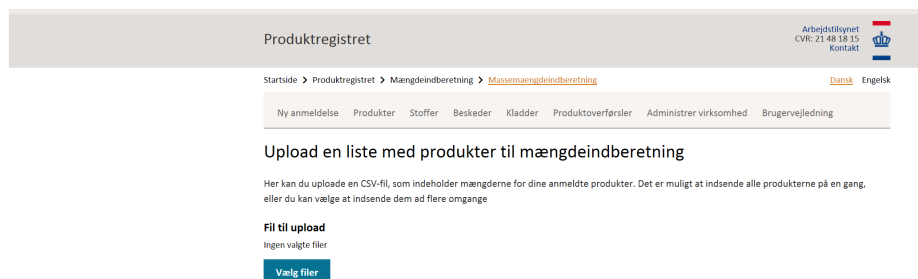 Produktregistret
Arbejdstilsynet
CVR: 21 48 18 15
Kontakt
Startside > Produktregistret > Mængdeindberetning > Massemaengdeindberetning
Dansk Engelsk
Ny anmeldelse Produkter Stoffer Beskeder Kladder Produktoverførsler Administrer virksomhed Brugervejledning
Upload en liste med produkter til mængdeindberetning
Her kan du uploade en CSV-fil, som indeholder mængderne for dine anmeldte produkter. Det er muligt at indsende alle produkterne på en gang,
eller du kan vælge at indsende dem ad flere omgange
Fil til upload
Ingen valgte filer
Vælg filer